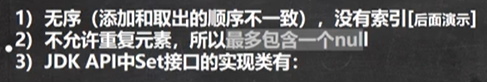 1) 无序（添加和取出的顺序不一致），没有索引[后面演示]
2) 不允许重复元素，所以最多包含一个null
3) JDK API中Set接口的实现类有：